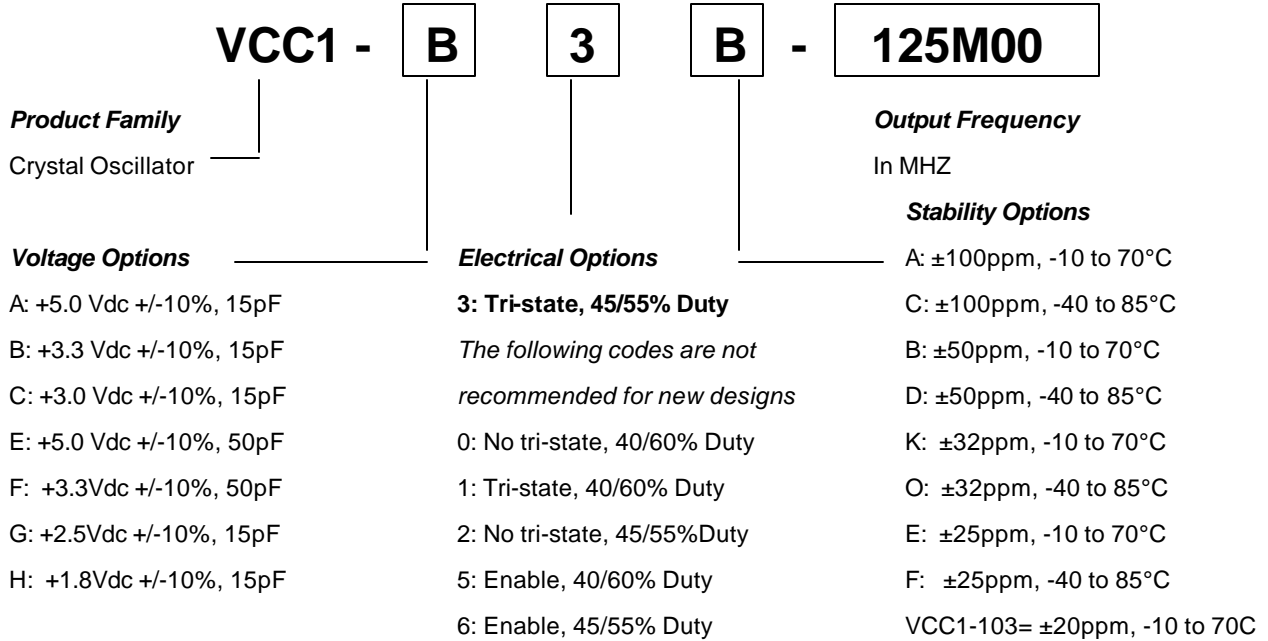 VCC1 - B 3 B - 125M00
Product Family
Crystal Oscillator
Output Frequency
In MHZ
Voltage Options
A: +5.0 Vdc +/-10%, 15pF
B: +3.3 Vdc +/-10%, 15pF
C: +3.0 Vdc +/-10%, 15pF
E: +5.0 Vdc +/-10%, 50pF
F: +3.3Vdc +/-10%, 50pF
G: +2.5Vdc +/-10%, 15pF
H: +1.8Vdc +/-10%, 15pF
Electrical Options
3: Tri-state, 45/55% Duty
The following codes are not
recommended for new designs
0: No tri-state, 40/60% Duty
1: Tri-state, 40/60% Duty
2: No tri-state, 45/55%Duty
5: Enable, 40/60% Duty
6: Enable, 45/55% Duty
Stability Options
A: ±100ppm, -10 to 70°C
C: ±100ppm, -40 to 85°C
B: ±50ppm, -10 to 70°C
D: ±50ppm, -40 to 85°C
K: ±32ppm, -10 to 70°C
O: ±32ppm, -40 to 85°C
E: ±25ppm, -10 to 70°C
F: ±25ppm, -40 to 85°C
VCC1-103= ±20ppm, -10 to 70C